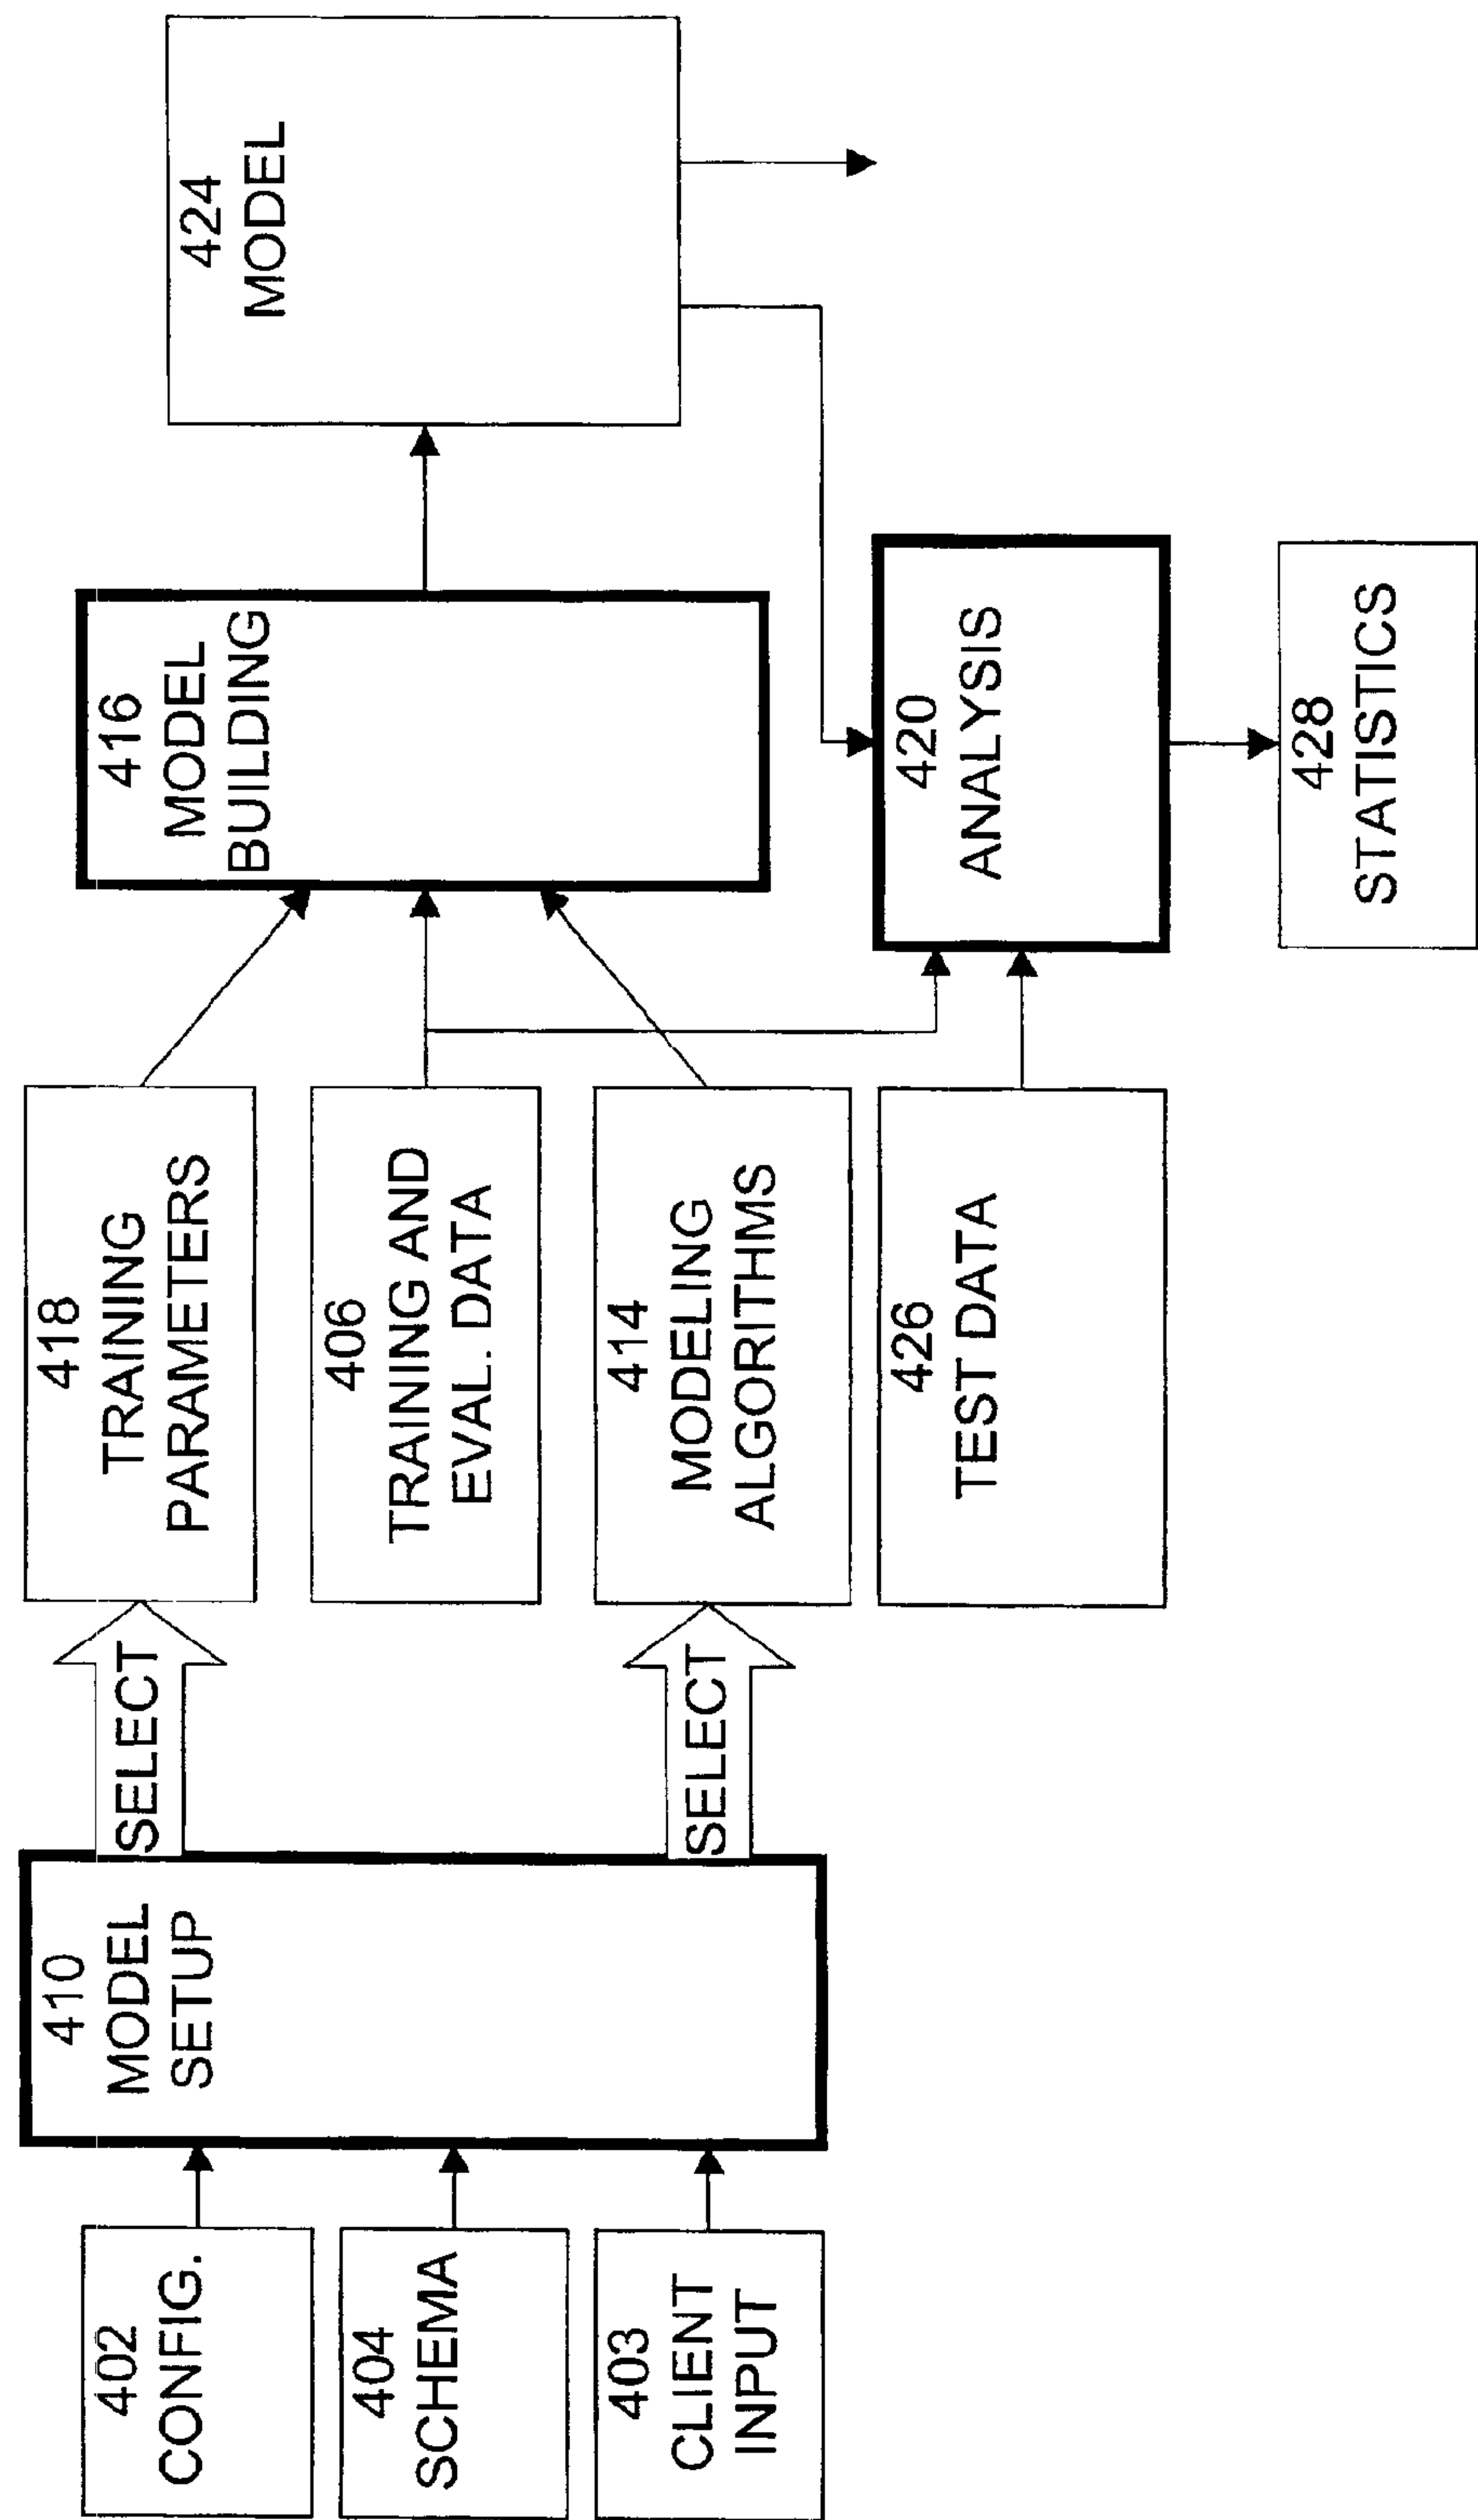 402
CONFIG.
404
SCHEMA
403
CLIENT
INPUT
410
MODEL
SETUP
SELECT
SELECT
418
TRAINING
PARAMETERS
406
TRAINING AND
EVAL. DATA
414
MODELING
ALGORITHMS
426
TEST DATA
416
MODEL
BUILDING
420
ANALYSIS
428
STATISTICS
424
MODEL